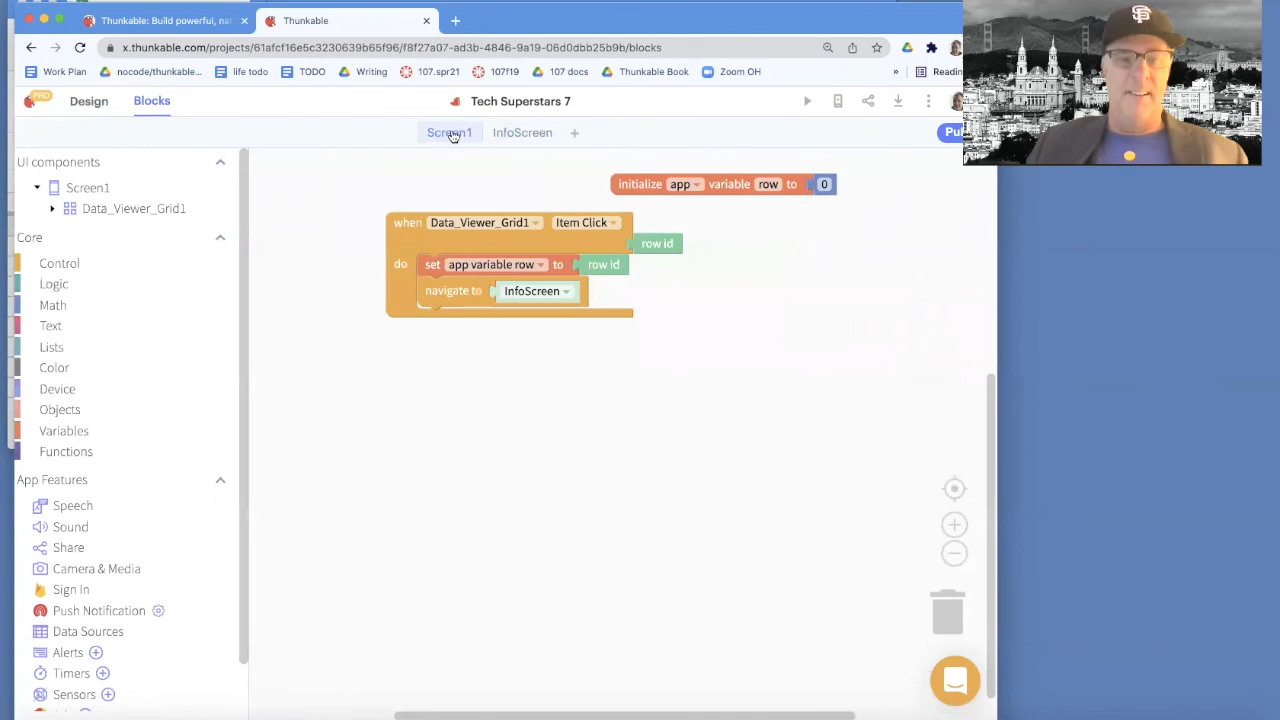 Thunkable: Build powerful, nat
Thunkable
x.thunkable.com/projects/61afcf16e5c3230639b65f96/f8f27a07-ad3b-4846-9a19-06d0dbb25b9b/blocks
Work Plan
nocode/thunkable...
life todo
TODO
Writing
107.spr21
107f19
107 docs
Thunkable Book
Zoom OH
»
Readin
PRO
Design
Blocks
Tech Superstars 7
Screen1
InfoScreen
Pul
UI components
Screen1
Data_Viewer_Grid1
Core
Control
Logic
Math
Text
Lists
Color
Device
Objects
Variables
Functions
App Features
Speech
Sound
Share
Camera & Media
Sign In
Push Notification
Data Sources
Alerts
Timers
Sensors
initialize app variable row to 0
when Data_Viewer_Grid1 Item Click
row id
do set app variable row to row id
navigate to InfoScreen
SF